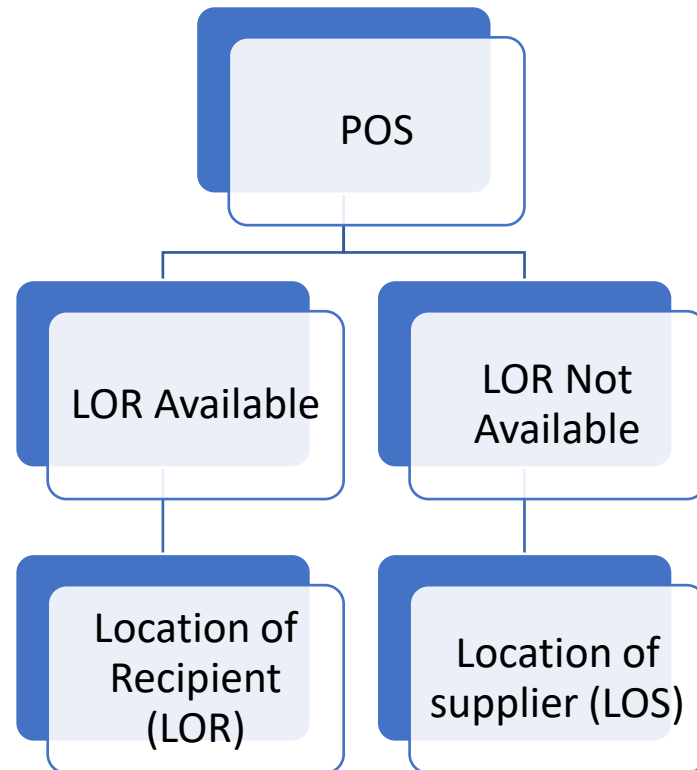 POS
LOR Available
LOR Not
Available
Location of
Recipient
(LOR)
Location of
supplier (LOS)